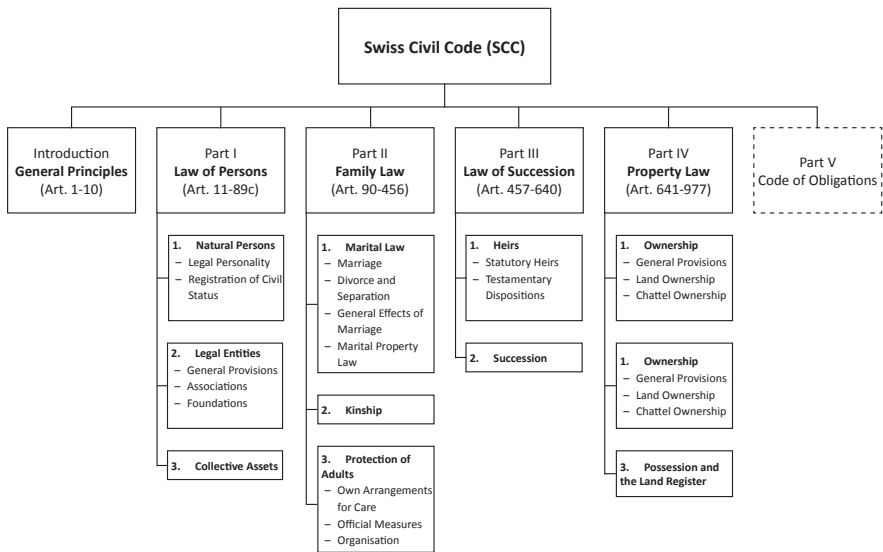 Swiss Civil Code (SCC)
Introduction
General Principles
(Art. 1-10)
Part I
Law of Persons
(Art. 11-89c)
Part II
Family Law
(Art. 90-456)
Part III
Law of Succession
(Art. 457-640)
Part IV
Property Law
(Art. 641-977)
Part V
Code of Obligations
1. Natural Persons
– Legal Personality
– Registration of Civil
Status
2. Legal Entities
– General Provisions
– Associations
– Foundations
3. Collective Assets
1. Marital Law
– Marriage
– Divorce and
Separation
– General Effects of
Marriage
– Marital Property
Law
2. Kinship
3. Protection of
Adults
– Own Arrangements
for Care
– Official Measures
– Organisation
1. Heirs
– Statutory Heirs
– Testamentary
Dispositions
2. Succession
1. Ownership
– General Provisions
– Land Ownership
– Chattel Ownership
1. Ownership
– General Provisions
– Land Ownership
– Chattel Ownership
3. Possession and
the Land Register